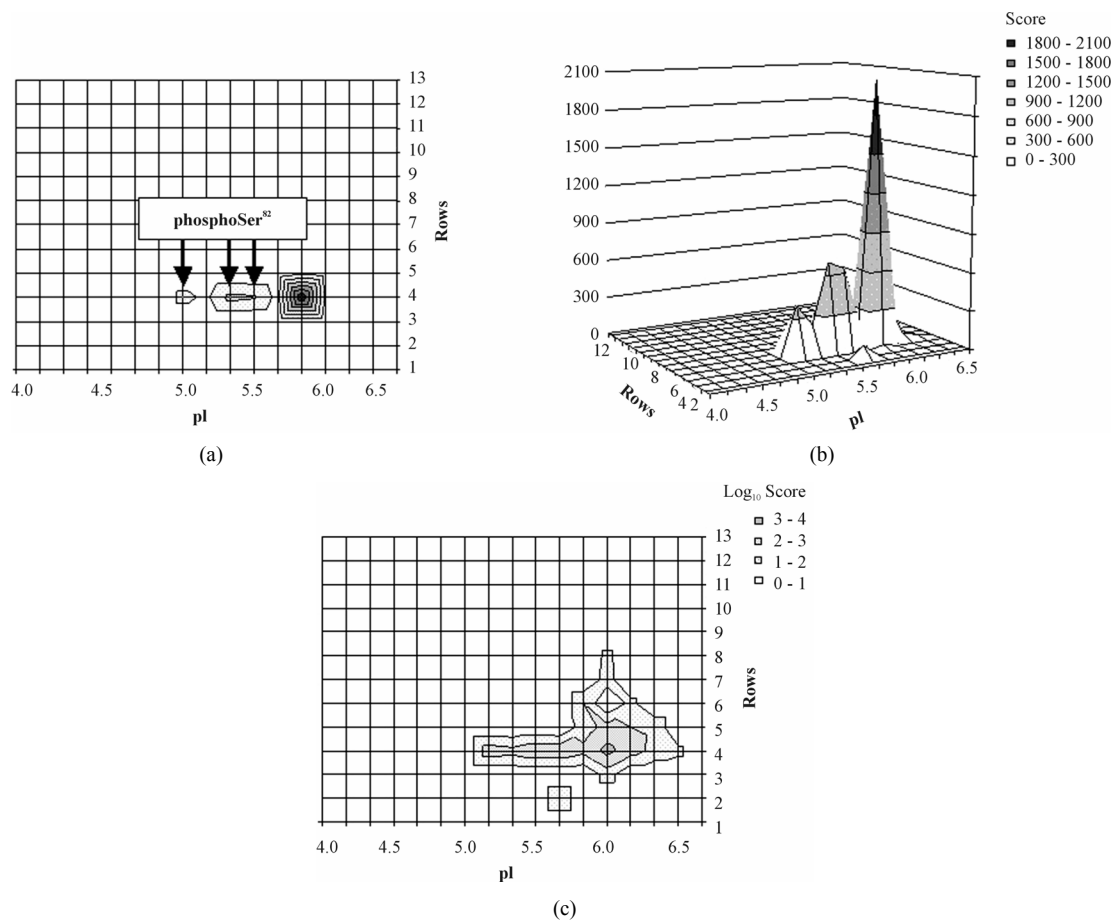 13
12
11
10
9
8
7
6
5
4
3
2
1
Rows
phosphoSer⁸²
4.0 4.5 5.0 5.5 6.0 6.5
pI
(a)
Score
1800 - 2100
1500 - 1800
1200 - 1500
900 - 1200
600 - 900
300 - 600
0 - 300
2100
1800
1500
1200
900
600
300
0
12
10
8
6
4
2
Rows
4.0 4.5 5.0 5.5 6.0 6.5
pI
(b)
Log₁₀ Score
3 - 4
2 - 3
1 - 2
0 - 1
13
12
11
10
9
8
7
6
5
4
3
2
1
Rows
4.0 4.5 5.0 5.5 6.0 6.5
pI
(c)